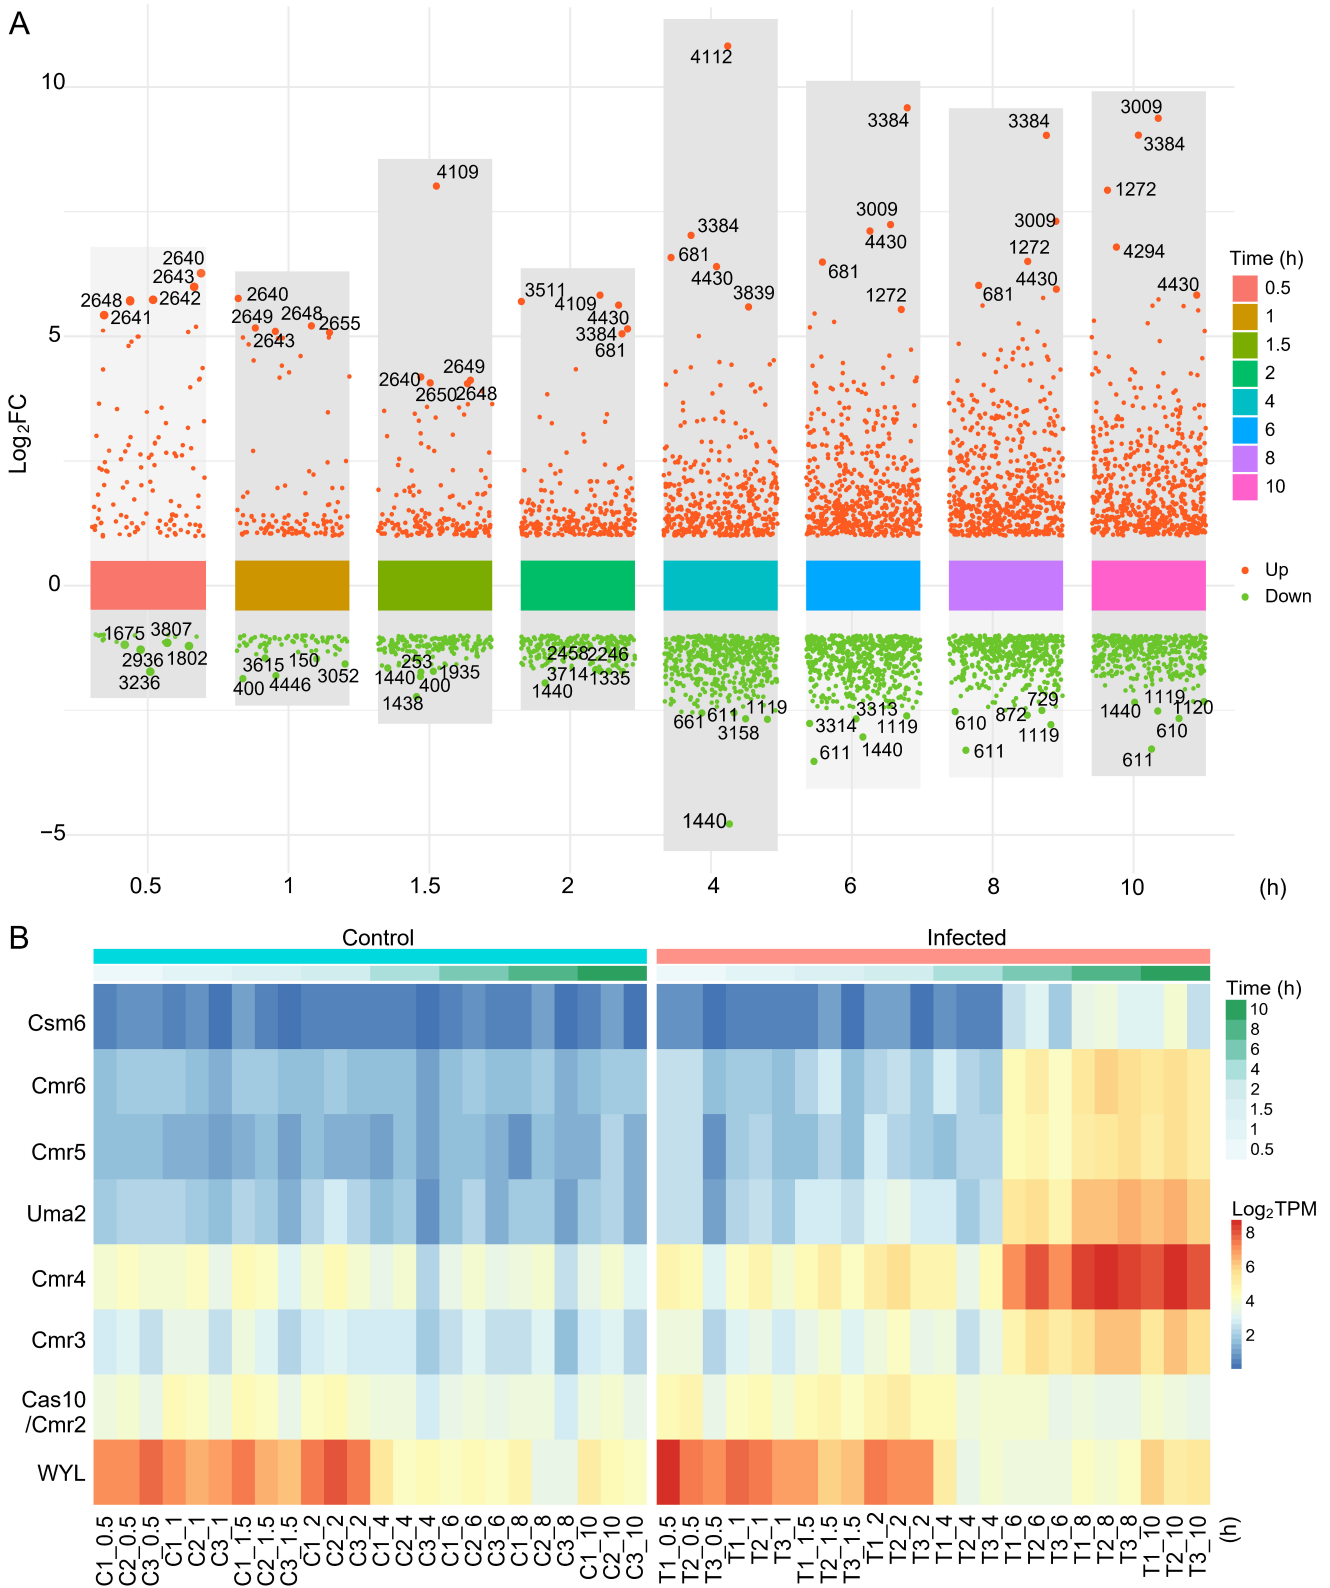 A
Log₂FC
10
5
0
−5
2640
2643
2648
2642
2641
2640
2649
2648
2655
2643
4109
2640
2649
2650
2648
3511
4109
4430
3384
681
4112
3384
681
4430
3839
3384
3009
4430
681
1272
3384
3009
1272
4430
681
3009
3384
1272
4294
4430
1675
3807
2936
1802
3236
3615
150
3052
400
4446
253
1440
1935
400
1438
2458
2246
3714
1335
1440
661
611
1119
3158
1440
3313
3314
1119
611
1440
729
610
872
1119
611
1119
1440
1120
610
611
0.5
1
1.5
2
4
6
8
10
(h)
Time (h)
0.5
1
1.5
2
4
6
8
10
Up
Down
B
Control
Infected
Csm6
Cmr6
Cmr5
Uma2
Cmr4
Cmr3
Cas10
/Cmr2
WYL
C1_0.5
C2_0.5
C3_0.5
C1_1
C2_1
C3_1
C1_1.5
C2_1.5
C3_1.5
C1_2
C2_2
C3_2
C1_4
C2_4
C3_4
C1_6
C2_6
C3_6
C1_8
C2_8
C3_8
C1_10
C2_10
C3_10
T1_0.5
T2_0.5
T3_0.5
T1_1
T2_1
T3_1
T1_1.5
T2_1.5
T3_1.5
T1_2
T2_2
T3_2
T1_4
T2_4
T3_4
T1_6
T2_6
T3_6
T1_8
T2_8
T3_8
T1_10
T2_10
T3_10
(h)
Time (h)
10
8
6
4
2
1.5
1
0.5
Log₂TPM
8
6
4
2